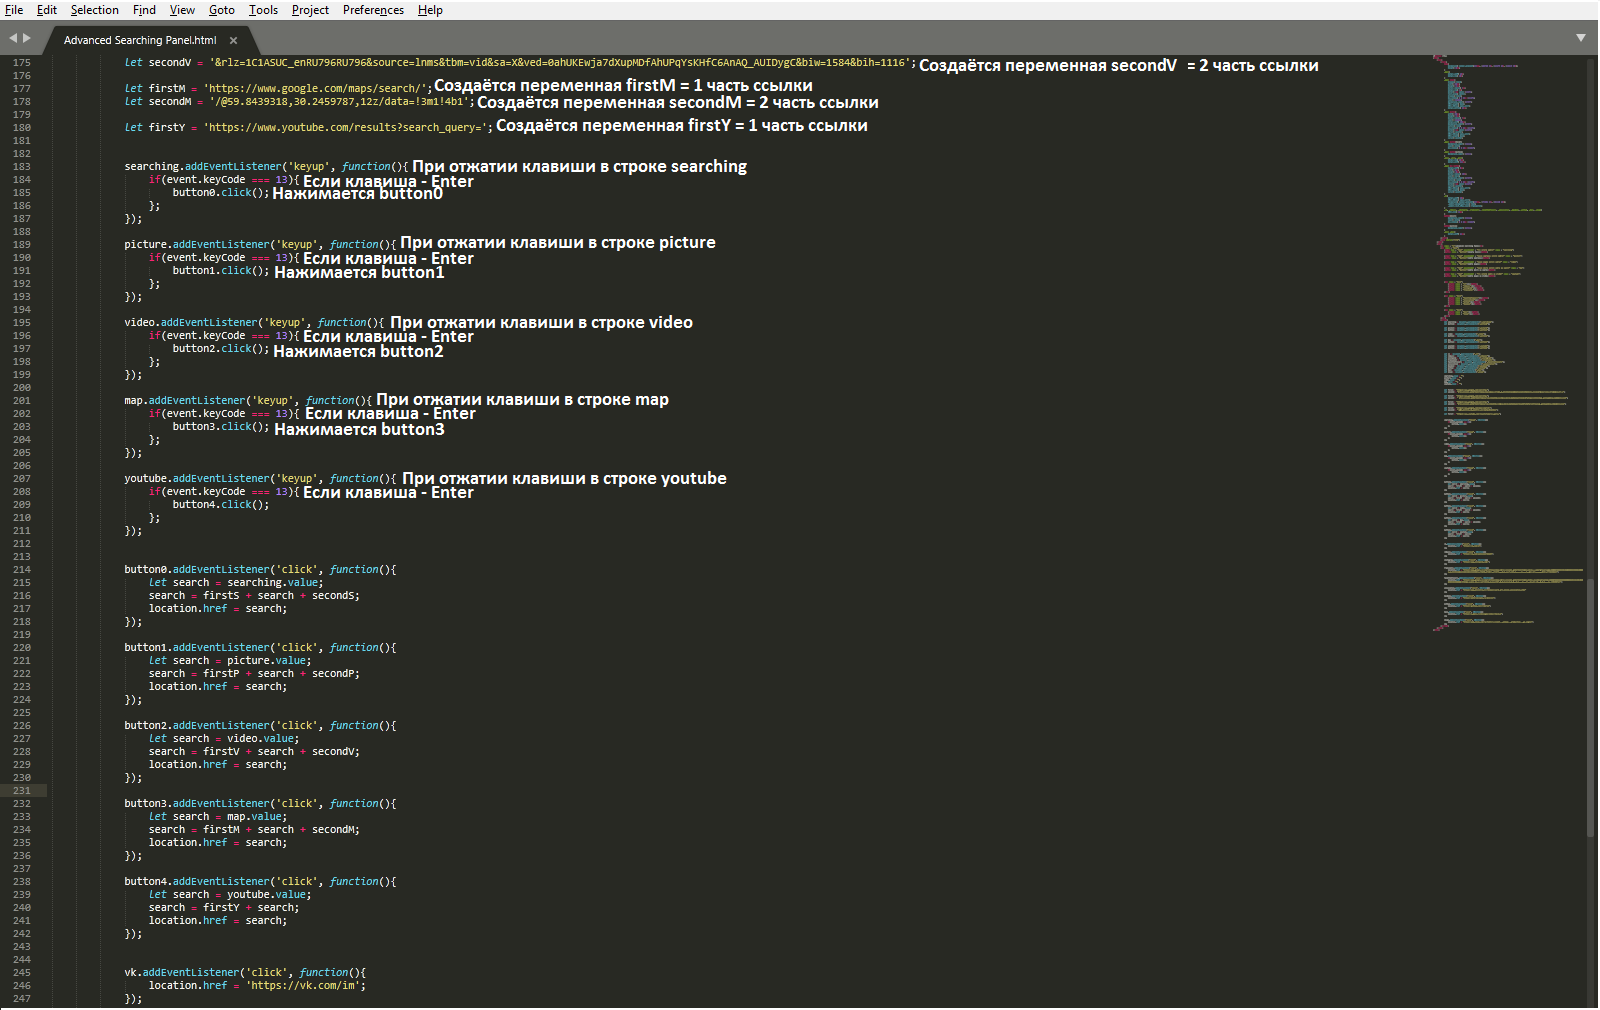 File Edit Selection Find View Goto Tools Project Preferences Help
Advanced Searching Panel.html ×
175 let secondV = '&rlz=1C1ASUC_enRU796RU796&source=lnms&tbm=vid&sa=X&ved=0ahUKEwja7dXupMDfAhUPqYsKHfC6AnAQ_AUIDygC&biw=1584&bih=1116'; Создаётся переменная secondV = 2 часть ссылки
176
177 let firstM = 'https://www.google.com/maps/search/'; Создаётся переменная firstM = 1 часть ссылки
178 let secondM = '/@59.8439318,30.2459787,12z/data=!3m1!4b1'; Создаётся переменная secondM = 2 часть ссылки
179
180 let firstY = 'https://www.youtube.com/results?search_query='; Создаётся переменная firstY = 1 часть ссылки
181
182
183 searching.addEventListener('keyup', function(){ При отжатии клавиши в строке searching
184 if(event.keyCode === 13){ Если клавиша - Enter
185 button0.click(); Нажимается button0
186 };
187 });
188
189 picture.addEventListener('keyup', function(){ При отжатии клавиши в строке picture
190 if(event.keyCode === 13){ Если клавиша - Enter
191 button1.click(); Нажимается button1
192 };
193 });
194
195 video.addEventListener('keyup', function(){ При отжатии клавиши в строке video
196 if(event.keyCode === 13){ Если клавиша - Enter
197 button2.click(); Нажимается button2
198 };
199 });
200
201 map.addEventListener('keyup', function(){ При отжатии клавиши в строке map
202 if(event.keyCode === 13){ Если клавиша - Enter
203 button3.click(); Нажимается button3
204 };
205 });
206
207 youtube.addEventListener('keyup', function(){ При отжатии клавиши в строке youtube
208 if(event.keyCode === 13){ Если клавиша - Enter
209 button4.click();
210 };
211 });
212
213
214 button0.addEventListener('click', function(){
215 let search = searching.value;
216 search = firstS + search + secondS;
217 location.href = search;
218 });
219
220 button1.addEventListener('click', function(){
221 let search = picture.value;
222 search = firstP + search + secondP;
223 location.href = search;
224 });
225
226 button2.addEventListener('click', function(){
227 let search = video.value;
228 search = firstV + search + secondV;
229 location.href = search;
230 });
231
232 button3.addEventListener('click', function(){
233 let search = map.value;
234 search = firstM + search + secondM;
235 location.href = search;
236 });
237
238 button4.addEventListener('click', function(){
239 let search = youtube.value;
240 search = firstY + search;
241 location.href = search;
242 });
243
244
245 vk.addEventListener('click', function(){
246 location.href = 'https://vk.com/im';
247 });